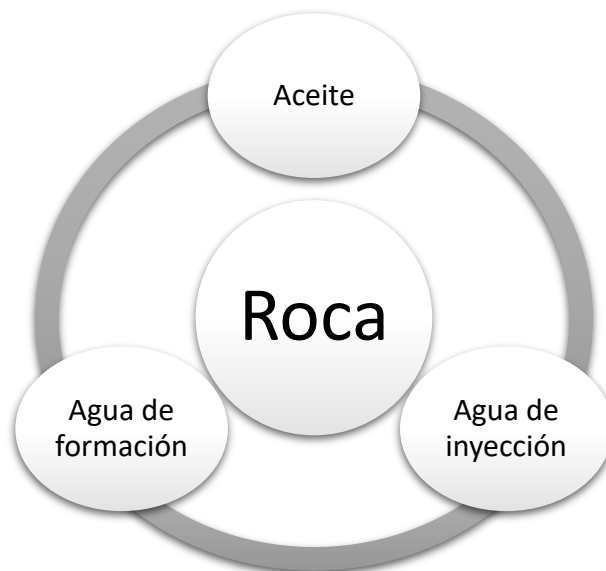 Aceite
Roca
Agua de
formación
Agua de
inyección